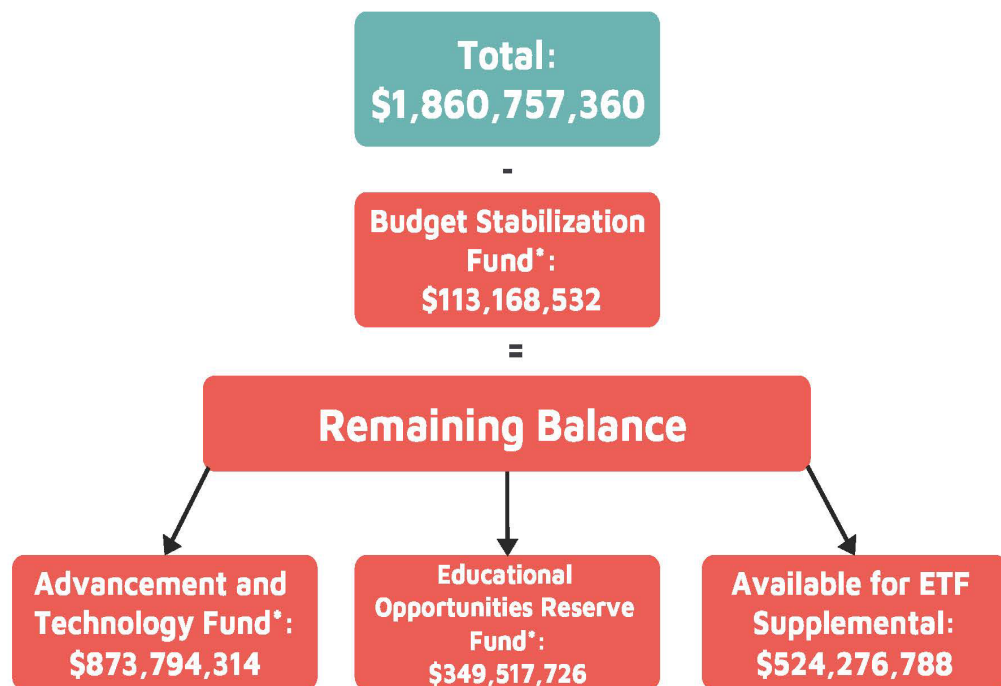 Total:
$1,860,757,360
-
Budget Stabilization
Fund*:
$113,168,532
=
Remaining Balance
Advancement and
Technology Fund*:
$873,794,314
Educational
Opportunities Reserve
Fund*:
$349,517,726
Available for ETF
Supplemental:
$524,276,788